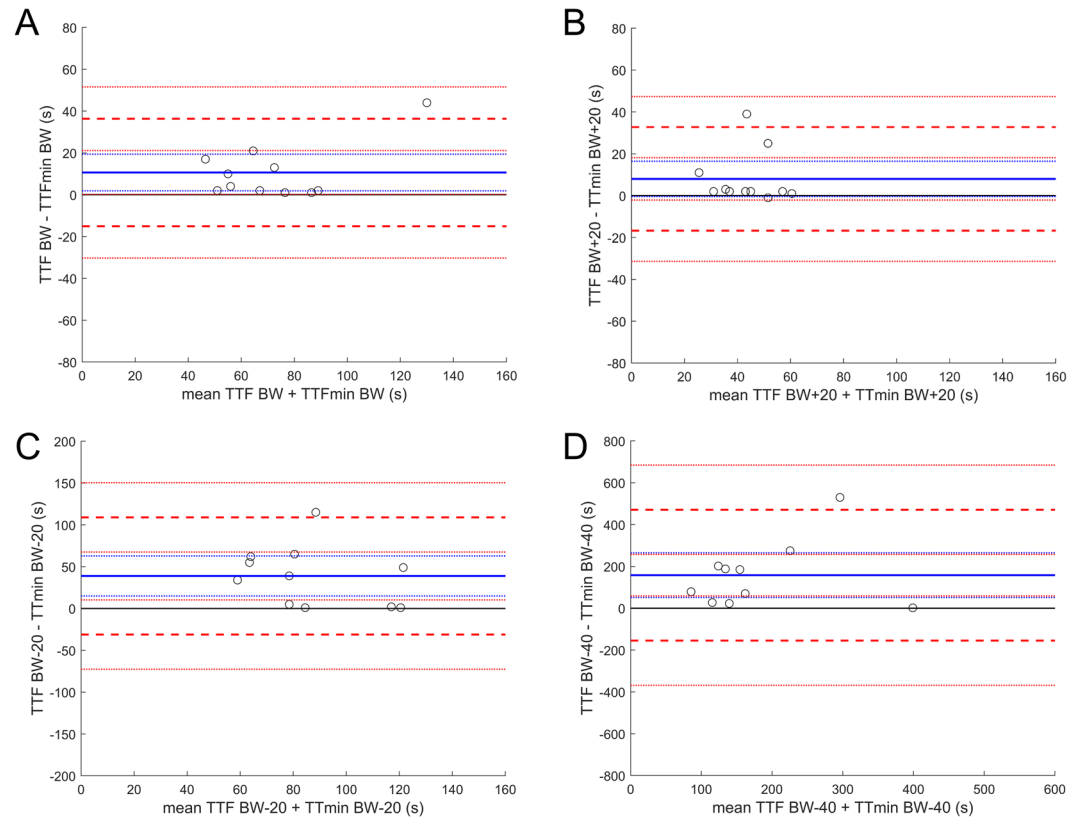 A
80
60
40
20
0
-20
-40
-60
-80
TTF BW - TTFmin BW (s)
0 20 40 60 80 100 120 140 160
mean TTF BW + TTFmin BW (s)
B
80
60
40
20
0
-20
-40
-60
-80
TTF BW+20 - TTmin BW+20 (s)
0 20 40 60 80 100 120 140 160
mean TTF BW+20 + TTmin BW+20 (s)
C
200
150
100
50
0
-50
-100
-150
-200
TTF BW-20 - TTmin BW-20 (s)
0 20 40 60 80 100 120 140 160
mean TTF BW-20 + TTmin BW-20 (s)
D
800
600
400
200
0
-200
-400
-600
-800
TTF BW-40 - TTmin BW-40 (s)
0 100 200 300 400 500 600
mean TTF BW-40 + TTmin BW-40 (s)